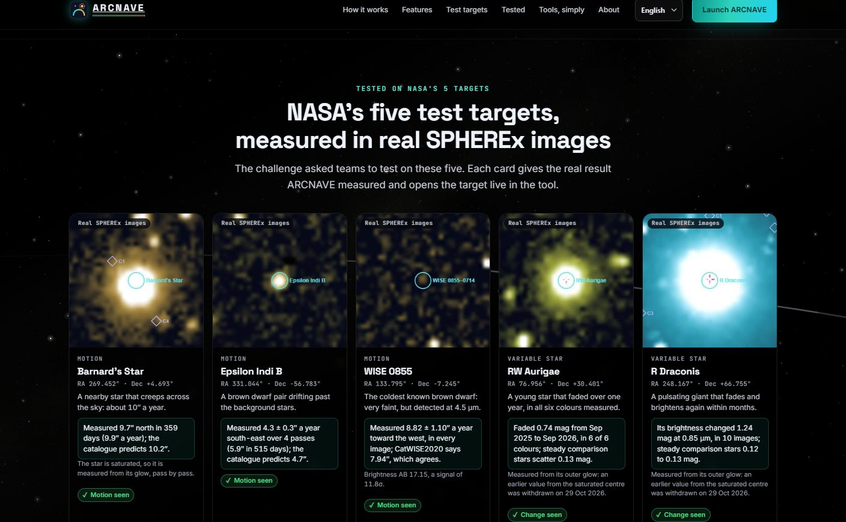 ARCNAVE
How it works
Features
Test targets
Tested
Tools, simply
About
English
Launch ARCNAVE
TESTED ON NASA'S 5 TARGETS
NASA's five test targets,
measured in real SPHEREx images
The challenge asked teams to test on these five. Each card gives the real result
ARCNAVE measured and opens the target live in the tool.
Real SPHEREx images
C1
Barnard's Star
C4
MOTION
Barnard's Star
RA 269.452° · Dec +4.693°
A nearby star that creeps across
the sky: about 10″ a year.
Measured 9.7″ north in 359
days (9.9″ a year); the
catalogue predicts 10.2″.
The star is saturated, so it is
measured from its glow, pass by pass.
✓ Motion seen
Real SPHEREx images
Epsilon Indi B
MOTION
Epsilon Indi B
RA 331.044° · Dec -56.783°
A brown dwarf pair drifting past
the background stars.
Measured 4.1 ± 0.3″ a year
south-east over 4 passes
(5.9″ in 515 days); the
catalogue predicts 4.7″.
✓ Motion seen
Real SPHEREx images
WISE 0855-0714
MOTION
WISE 0855
RA 133.795° · Dec -7.245°
The coldest known brown dwarf:
very faint, but detected at 4.5 μm.
Measured 8.82 ± 1.10″ a year
toward the west, in every
image; CatWISE2020 says
7.94″, which agrees.
Brightness AB 17.15, a signal of
11.8σ.
✓ Motion seen
Real SPHEREx images
RW Aurigae
VARIABLE STAR
RW Aurigae
RA 76.956° · Dec +30.401°
A young star that faded over one
year, in all six colours measured.
Faded 0.74 mag from Sep
2025 to Sep 2026, in 6 of 6
colours; steady comparison
stars scatter 0.13 mag.
Measured from its outer glow: an
earlier value from the saturated centre
was withdrawn on 29 Oct 2026.
✓ Change seen
Real SPHEREx images
R Draconis
C3
VARIABLE STAR
R Draconis
RA 248.167° · Dec +66.755°
A pulsating giant that fades and
brightens again within months.
Its brightness changed 1.24
mag at 0.85 μm, in 10 images;
steady comparison stars 0.12
to 0.13 mag.
Measured from its outer glow: an
earlier value from the saturated centre
was withdrawn on 29 Oct 2026.
✓ Change seen